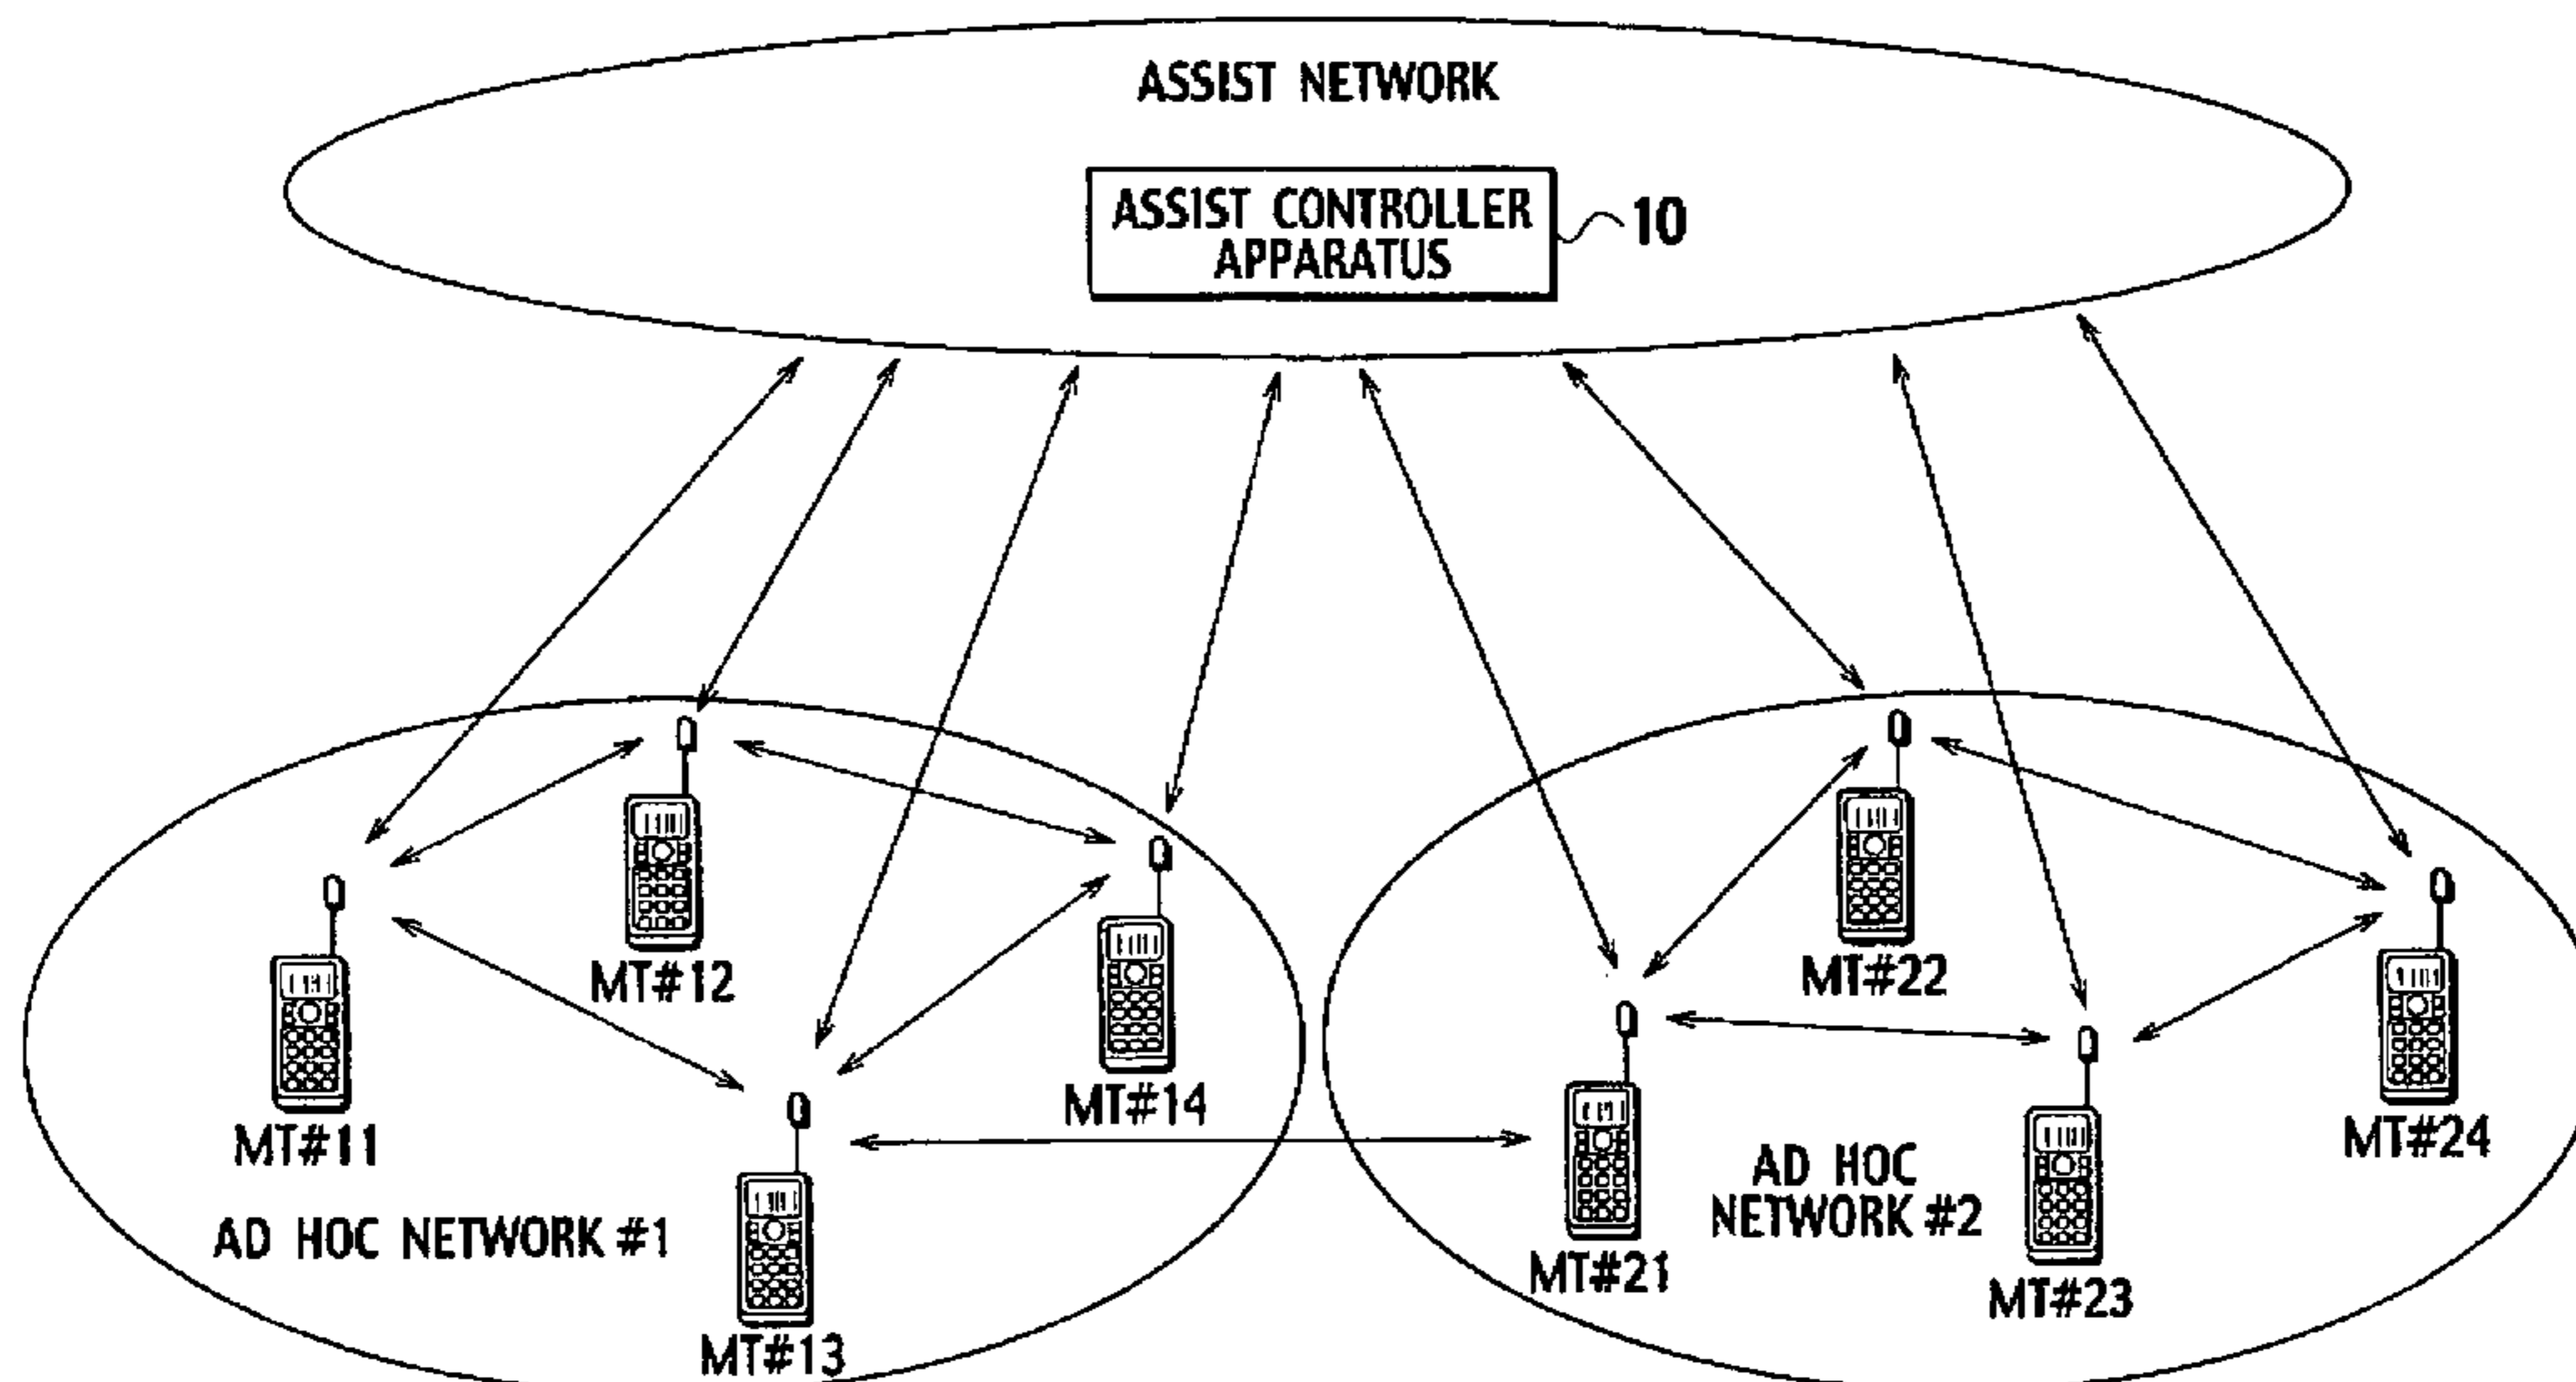 ASSIST NETWORK
ASSIST CONTROLLER
APPARATUS
10
MT#12
MT#22
MT#14
MT#11
MT#24
AD HOC
NETWORK #2
AD HOC NETWORK #1
MT#21
MT#23
MT#13